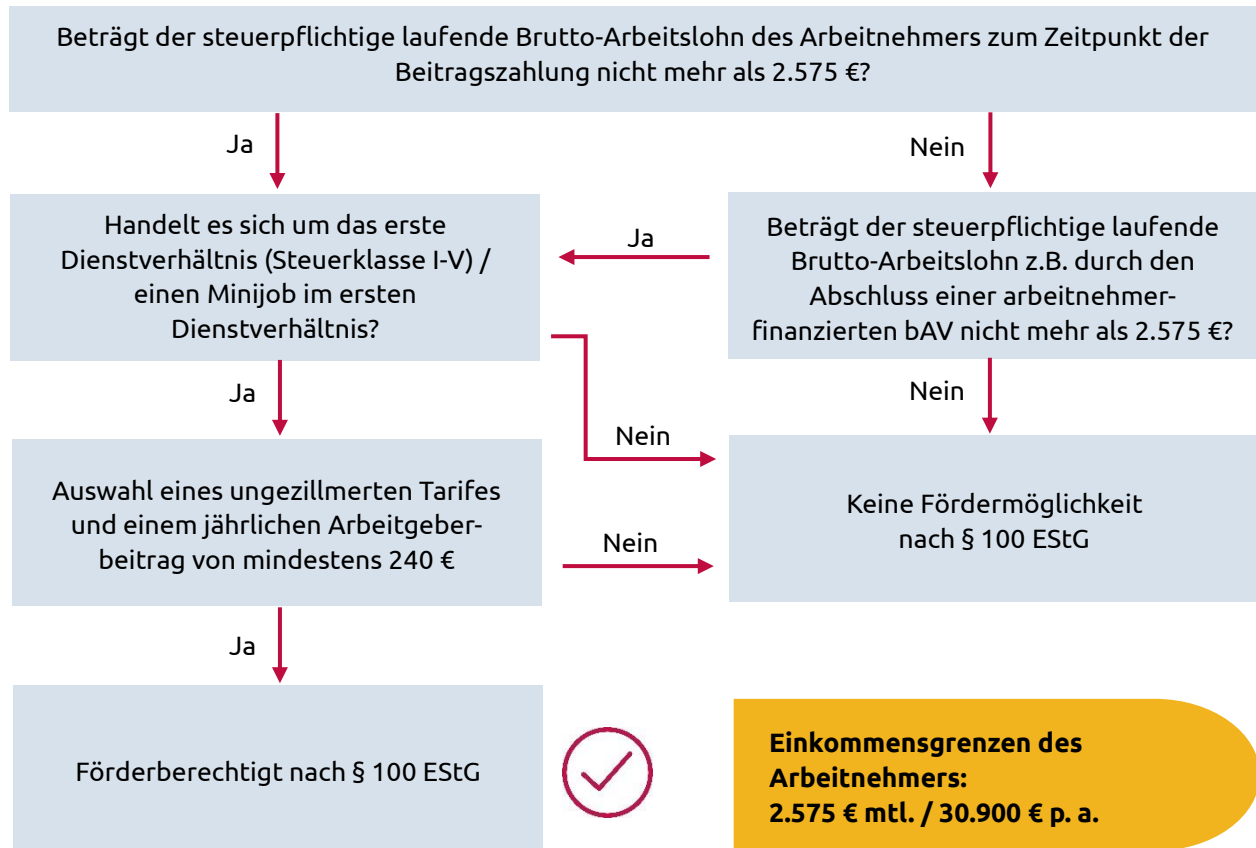 Beträgt der steuerpflichtige laufende Brutto-Arbeitslohn des Arbeitnehmers zum Zeitpunkt der
Beitragszahlung nicht mehr als 2.575 €?
Ja
Nein
Handelt es sich um das erste
Dienstverhältnis (Steuerklasse I-V) /
einen Minijob im ersten
Dienstverhältnis?
Ja
Beträgt der steuerpflichtige laufende
Brutto-Arbeitslohn z.B. durch den
Abschluss einer arbeitnehmer-
finanzierten bAV nicht mehr als 2.575 €?
Ja
Nein
Nein
Auswahl eines ungezillmerten Tarifes
und einem jährlichen Arbeitgeber-
beitrag von mindestens 240 €
Nein
Keine Fördermöglichkeit
nach § 100 EStG
Ja
Förderberechtigt nach § 100 EStG
Einkommensgrenzen des
Arbeitnehmers:
2.575 € mtl. / 30.900 € p. a.